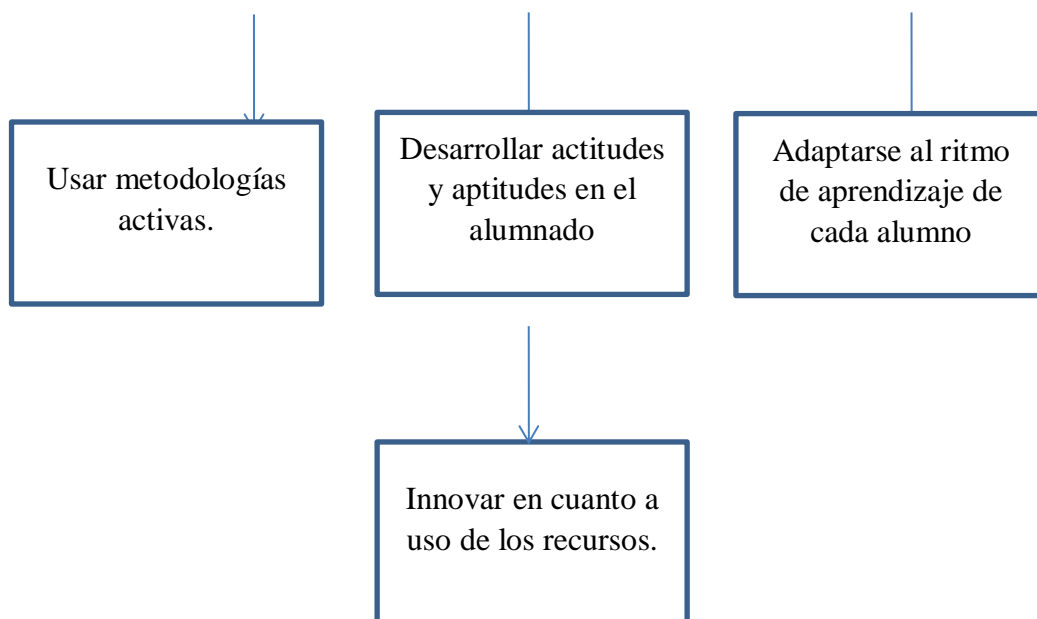 Usar metodologías
activas.
Desarrollar actitudes
y aptitudes en el
alumnado
Adaptarse al ritmo
de aprendizaje de
cada alumno
Innovar en cuanto a
uso de los recursos.